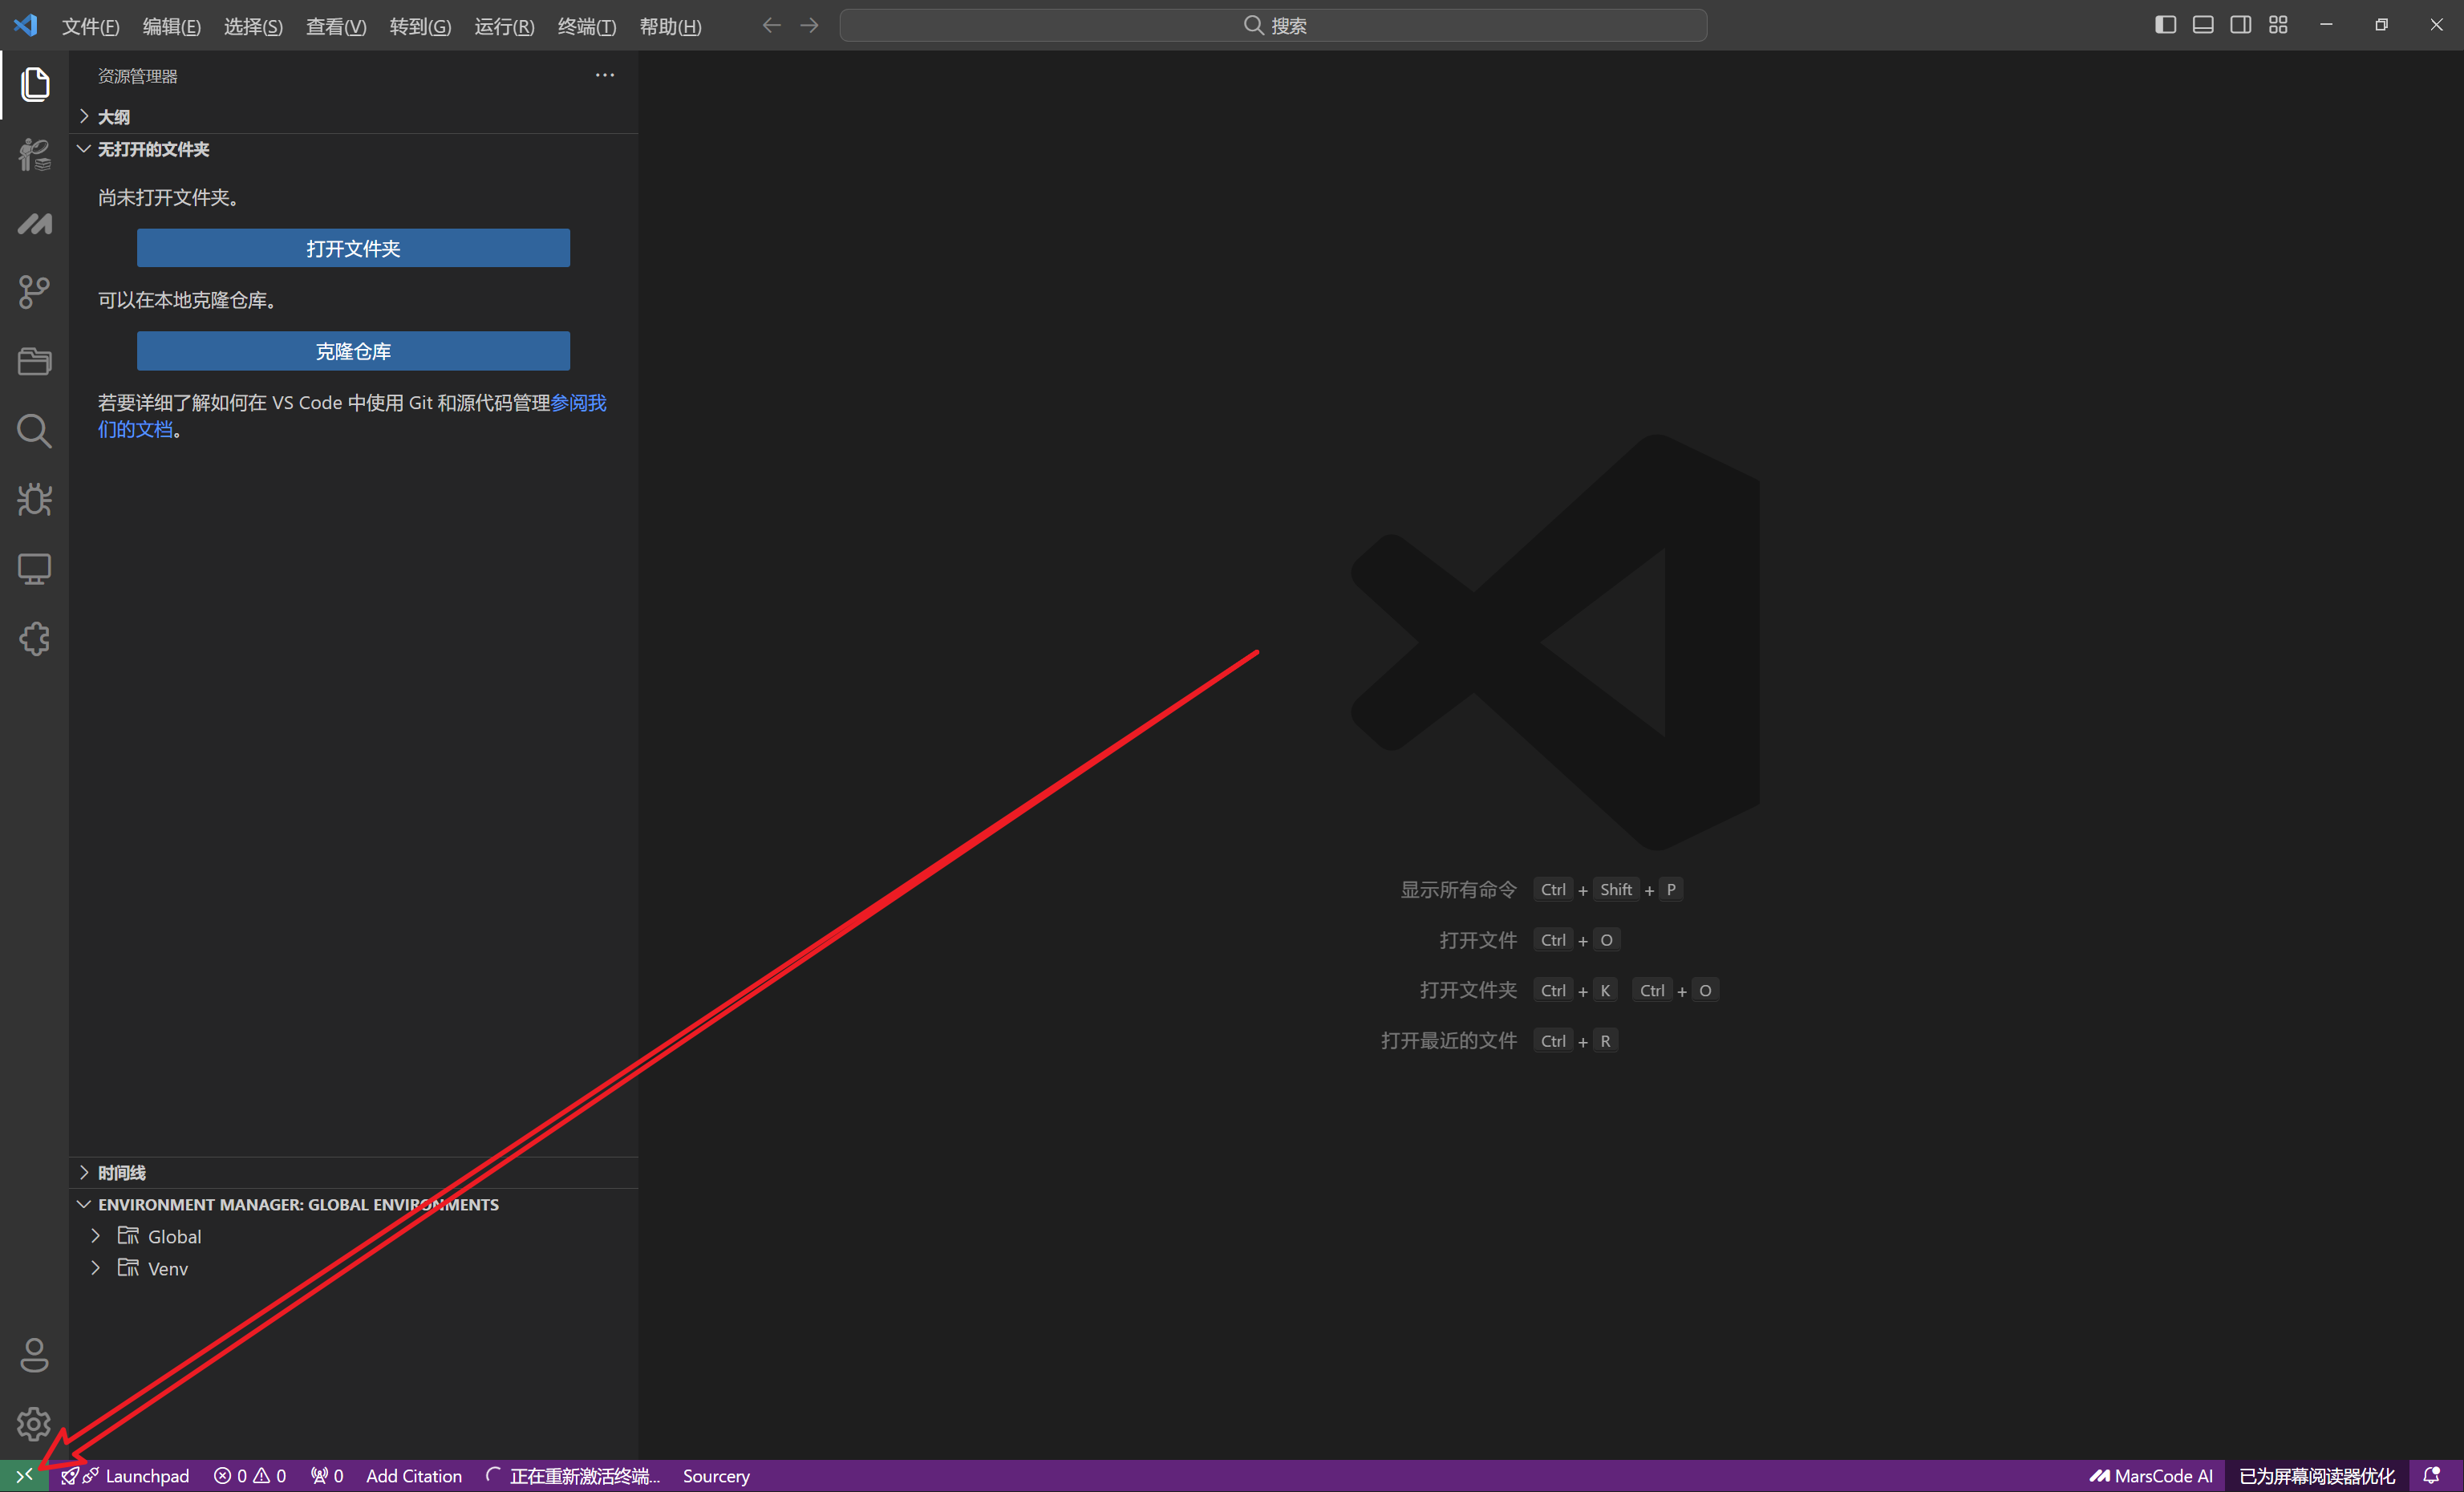 文件(F) 编辑(E) 选择(S) 查看(V) 转到(G) 运行(R) 终端(T) 帮助(H) 搜索
资源管理器
大纲
无打开的文件夹
尚未打开文件夹。
打开文件夹
可以在本地克隆仓库。
克隆仓库
若要详细了解如何在 VS Code 中使用 Git 和源代码管理参阅我
们的文档。
显示所有命令 Ctrl + Shift + P
打开文件 Ctrl + O
打开文件夹 Ctrl + K Ctrl + O
打开最近的文件 Ctrl + R
时间线
ENVIRONMENT MANAGER: GLOBAL ENVIRONMENTS
Global
Venv
Launchpad 0 0 0 Add Citation 正在重新激活终端... Sourcery MarsCode AI 已为屏幕阅读器优化